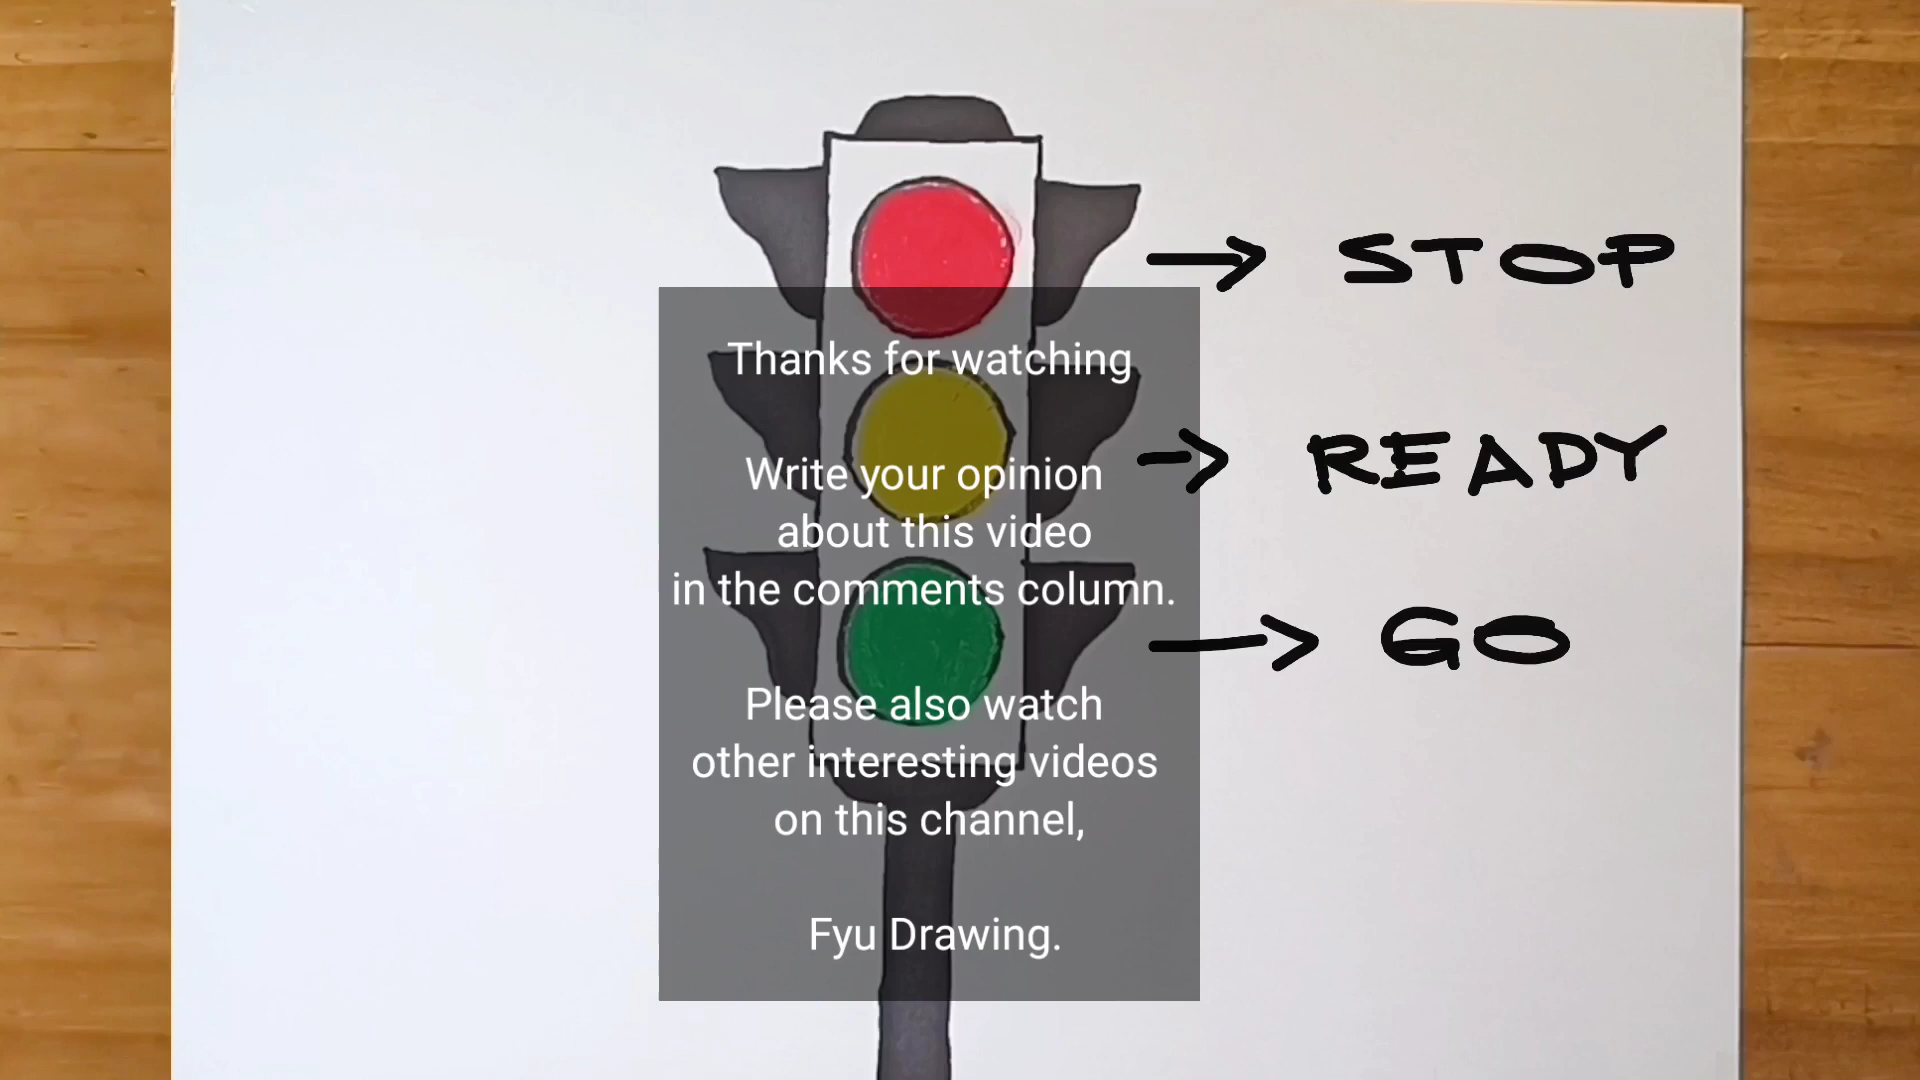 STOP
READY
GO
Thanks for watching
Write your opinion
about this video
in the comments column.
Please also watch
other interesting videos
on this channel,
Fyu Drawing.